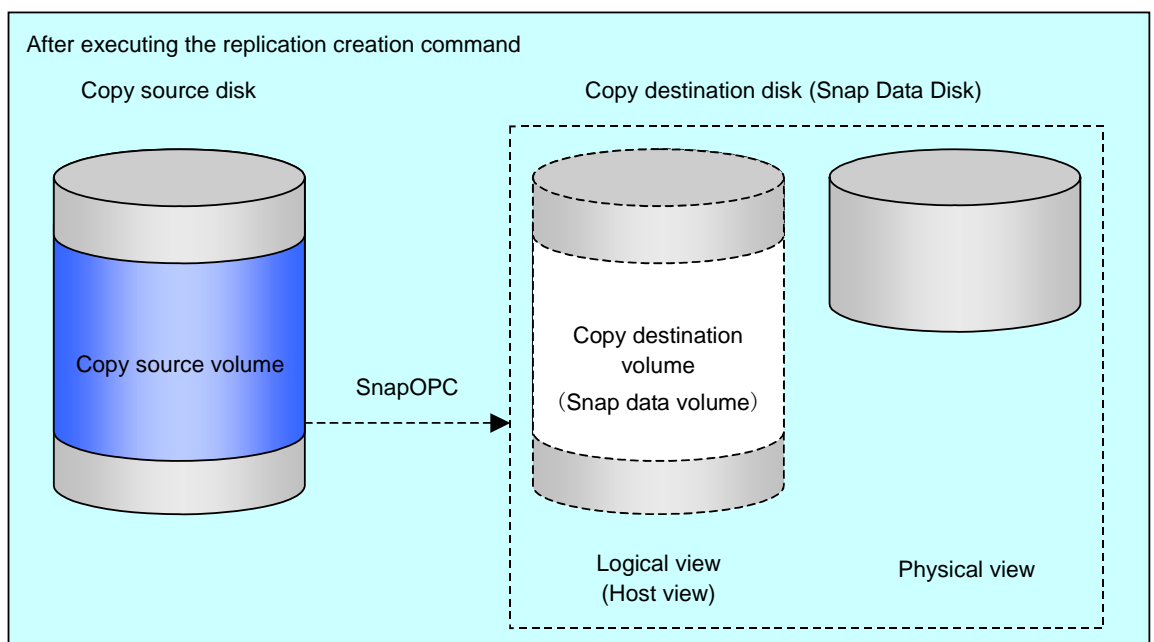 After executing the replication creation command
Copy source disk
Copy destination disk (Snap Data Disk)
Copy source volume
SnapOPC
Copy destination
volume
（Snap data volume）
Logical view
(Host view)
Physical view